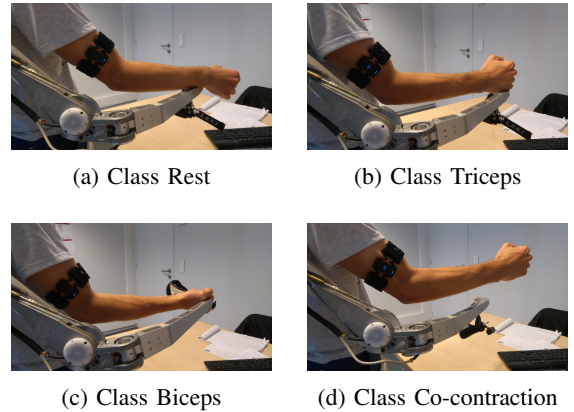 (a) Class Rest
(b) Class Triceps
(c) Class Biceps
(d) Class Co-contraction